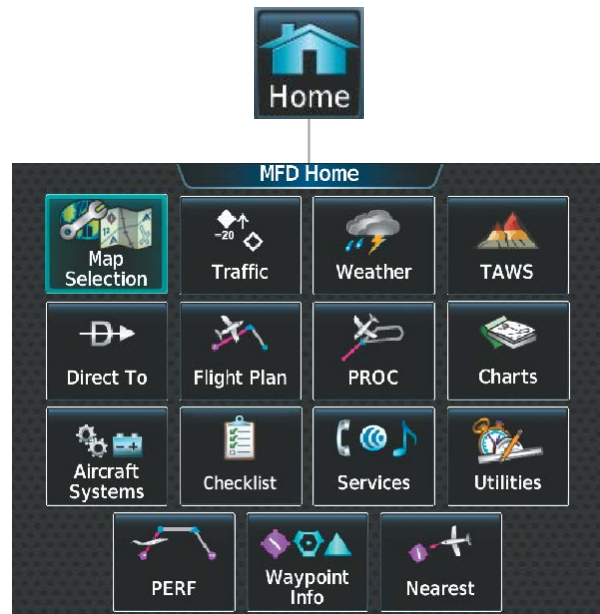 Home
MFD Home
-20
Map
Selection
Traffic
Weather
TAWS
Direct To
Flight Plan
PROC
Charts
Aircraft
Systems
Checklist
Services
Utilities
PERF
Waypoint
Info
Nearest